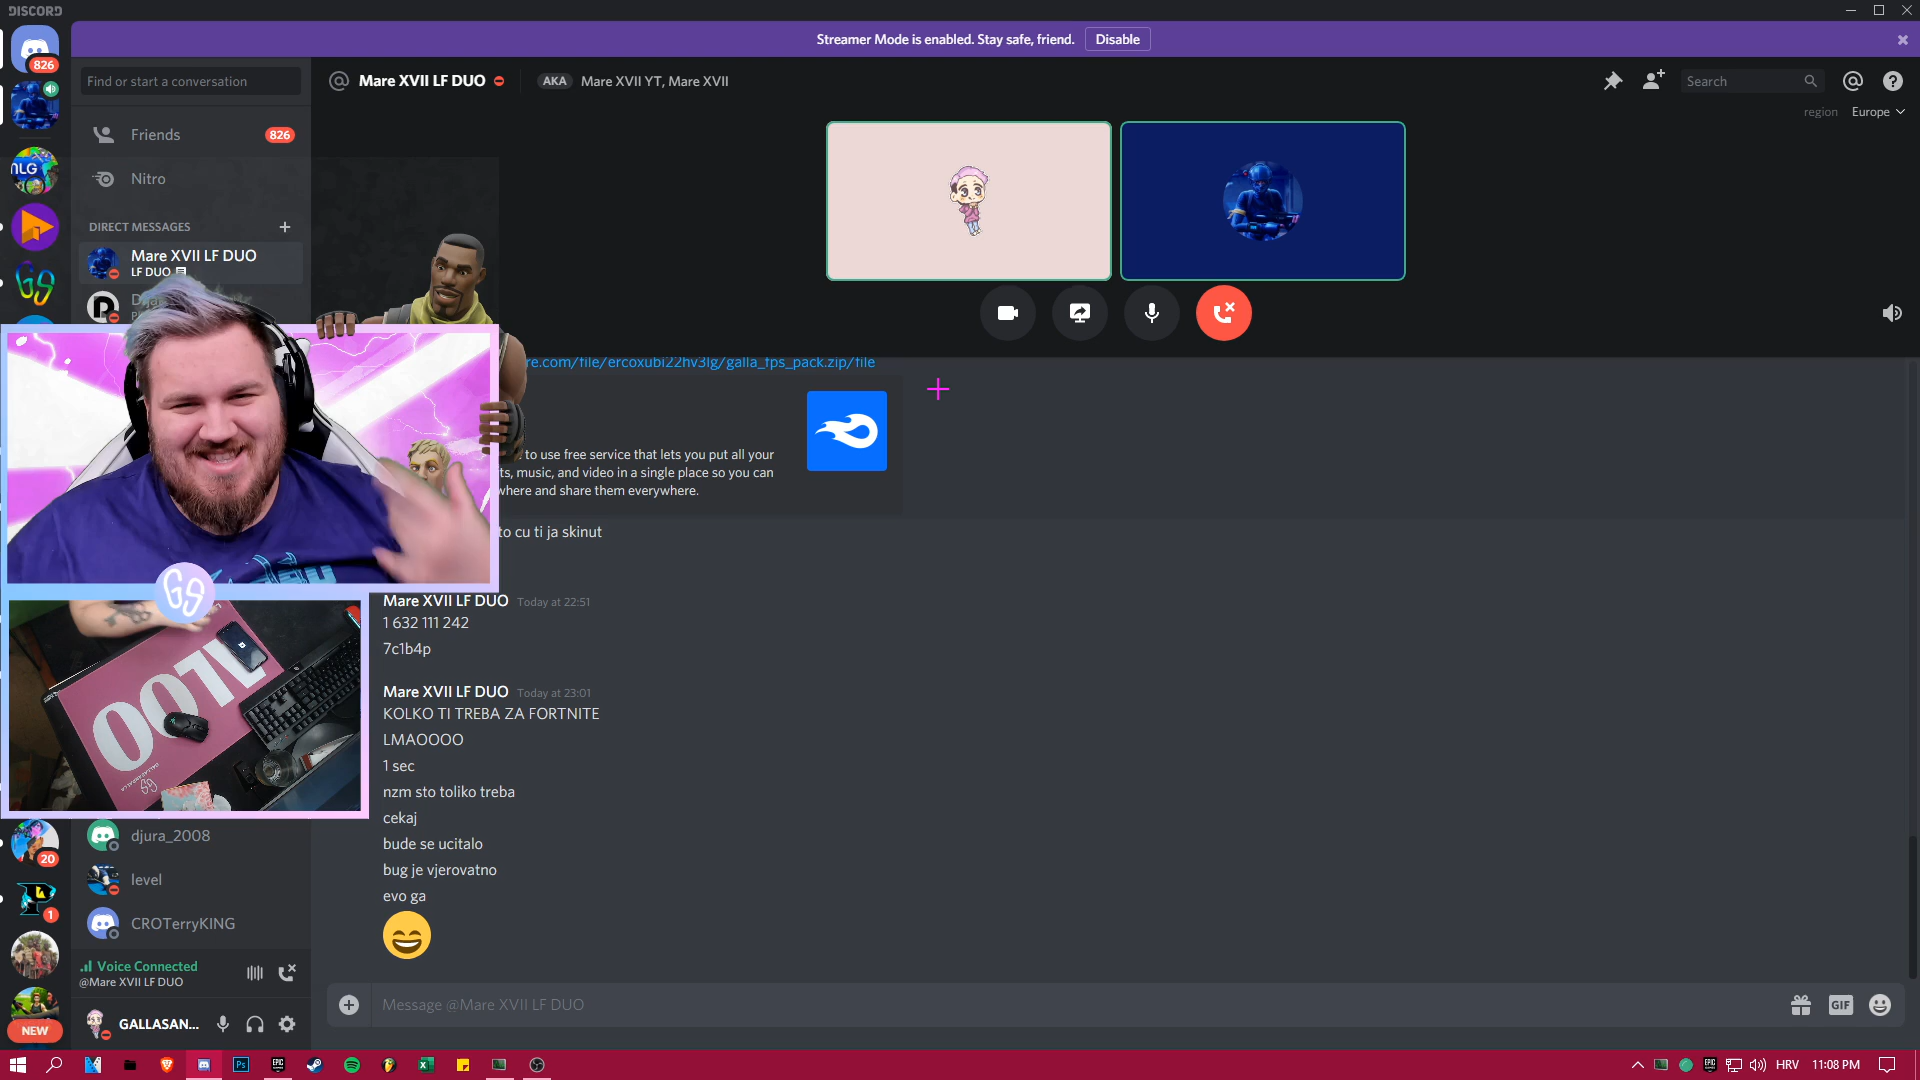 DISCORD
Streamer Mode is enabled. Stay safe, friend.
Disable
826
Find or start a conversation
Mare XVII LF DUO
AKA
Mare XVII YT, Mare XVII
Search
region
Europe
Friends
826
Nitro
DIRECT MESSAGES
Mare XVII LF DUO
LF DUO
re.com/file/ercoxubi22hv3lg/galla_fps_pack.zip/file
to use free service that lets you put all your
ts, music, and video in a single place so you can
where and share them everywhere.
to cu ti ja skinut
GS
Mare XVII LF DUO
Today at 22:51
1 632 111 242
7c1b4p
Mare XVII LF DUO
Today at 23:01
KOLKO TI TREBA ZA FORTNITE
LMAOOOO
1 sec
nzm sto toliko treba
cekaj
bude se ucitalo
bug je vjerovatno
evo ga
20
djura_2008
level
1
CROTerryKING
Voice Connected
@Mare XVII LF DUO
NEW
GALLASAN...
Message @Mare XVII LF DUO
GIF
HRV
11:08 PM